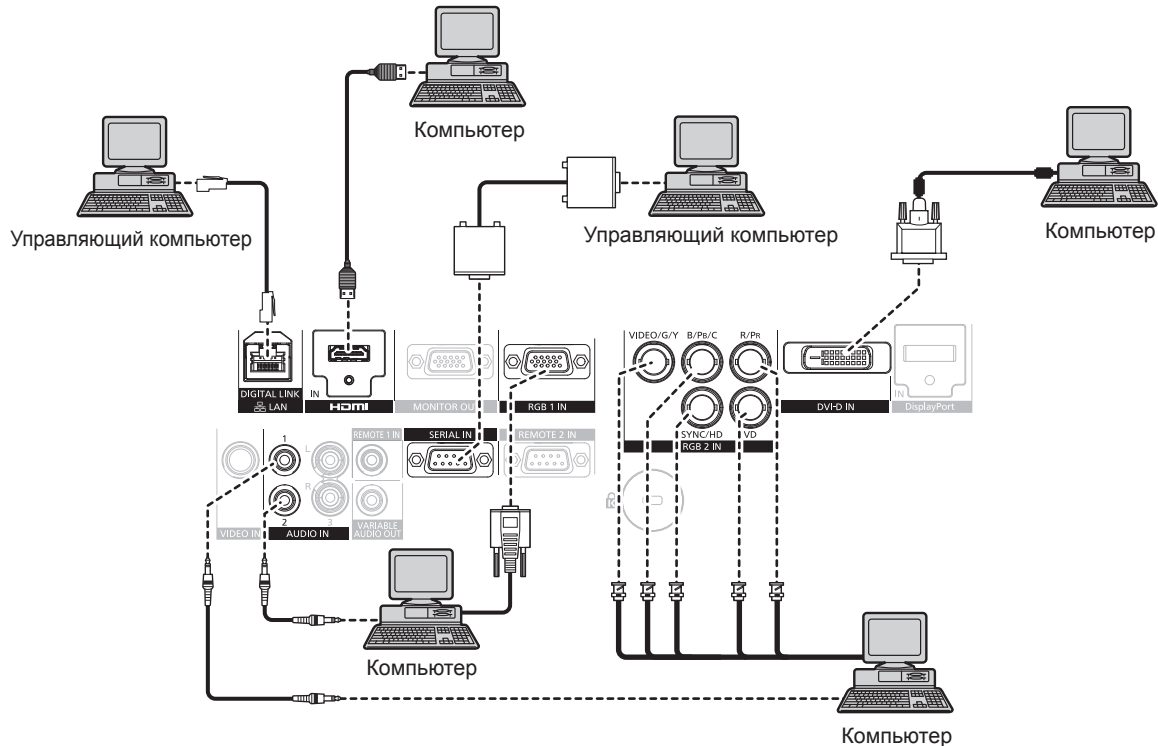 Компьютер
Управляющий компьютер
Управляющий компьютер
Компьютер
VIDEO/G/Y
B/PB/C
R/PR
DIGITAL LINK
LAN
IN
HDMI
MONITOR OUT
RGB 1 IN
SYNC/HD
VD
RGB 2 IN
DVI-D IN
IN
DisplayPort
VIDEO IN
1
2
L
R
3
AUDIO IN
REMOTE 1 IN
VARIABLE
AUDIO OUT
SERIAL IN
REMOTE 2 IN
Компьютер
Компьютер